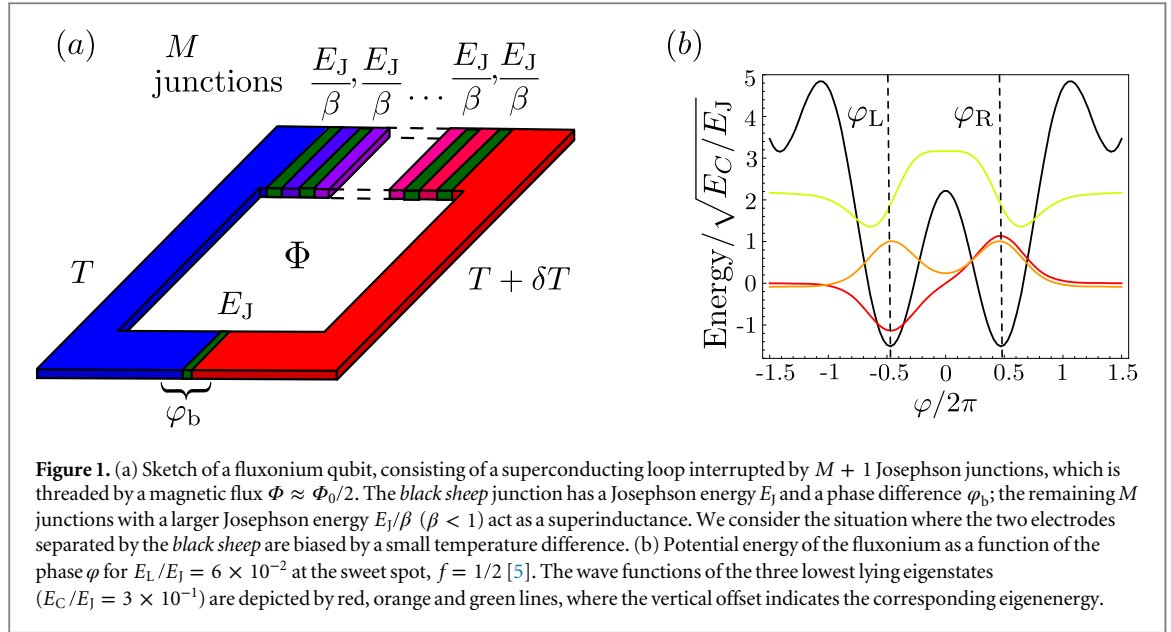 (a)
M
junctions
E_J/β, E_J/β ... E_J/β, E_J/β
Φ
T
T + δT
E_J
φ_b
(b)
Energy/√E_C/E_J
5
4
3
2
1
0
-1
φ_L
φ_R
-1.5 -1 -0.5 0 0.5 1 1.5
φ/2π
Figure 1. (a) Sketch of a fluxonium qubit, consisting of a superconducting loop interrupted by M + 1 Josephson junctions, which is
threaded by a magnetic flux Φ ≈ Φ₀/2. The black sheep junction has a Josephson energy E_J and a phase difference φ_b; the remaining M
junctions with a larger Josephson energy E_J/β (β < 1) act as a superinductance. We consider the situation where the two electrodes
separated by the black sheep are biased by a small temperature difference. (b) Potential energy of the fluxonium as a function of the
phase φ for E_L/E_J = 6 × 10⁻² at the sweet spot, f = 1/2 [5]. The wave functions of the three lowest lying eigenstates
(E_C/E_J = 3 × 10⁻¹) are depicted by red, orange and green lines, where the vertical offset indicates the corresponding eigenenergy.